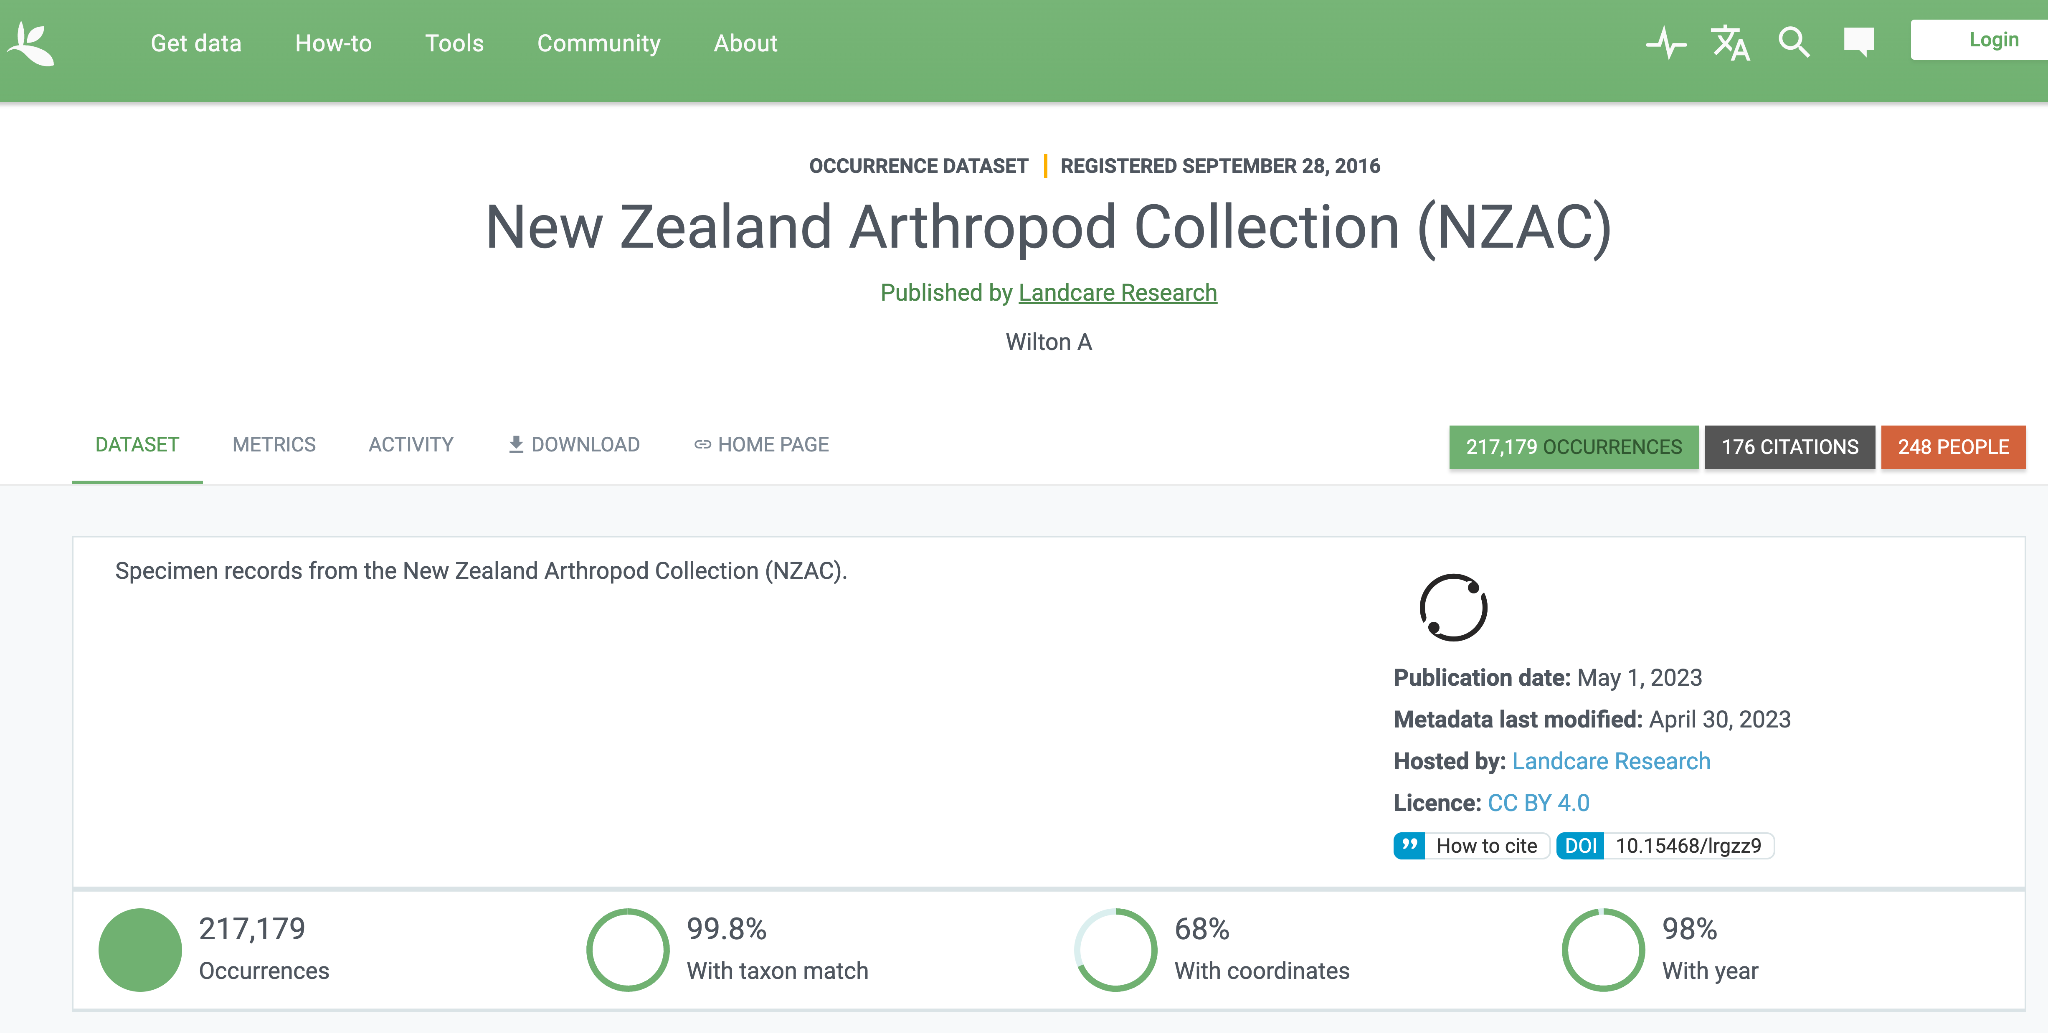 Get data How-to Tools Community About Login
OCCURRENCE DATASET | REGISTERED SEPTEMBER 28, 2016
New Zealand Arthropod Collection (NZAC)
Published by Landcare Research
Wilton A
DATASET METRICS ACTIVITY DOWNLOAD HOME PAGE 217,179 OCCURRENCES 176 CITATIONS 248 PEOPLE
Specimen records from the New Zealand Arthropod Collection (NZAC).
Publication date: May 1, 2023
Metadata last modified: April 30, 2023
Hosted by: Landcare Research
Licence: CC BY 4.0
How to cite DOI 10.15468/lrgzz9
217,179
Occurrences
99.8%
With taxon match
68%
With coordinates
98%
With year